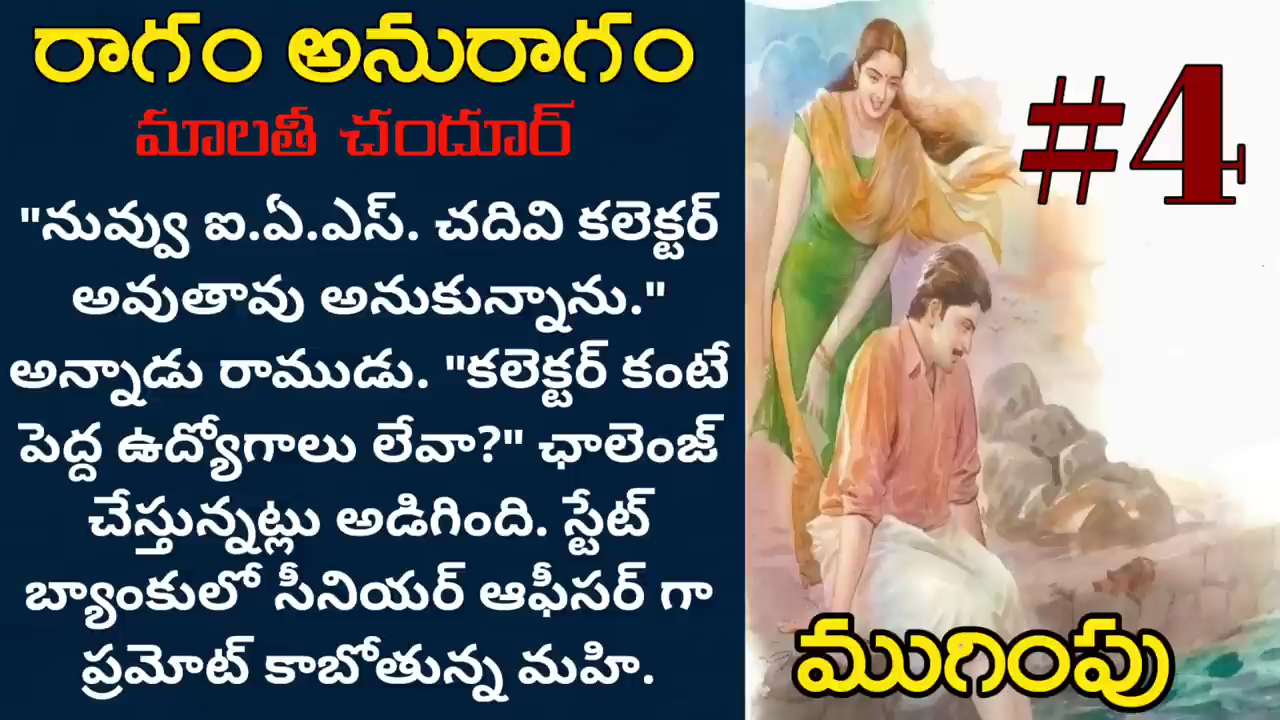 రాగం అనురాగం
మాలతీ చందూర్
"నువ్వు ఐ.ఏ.ఎస్. చదివి కలెక్టర్
అవుతావు అనుకున్నాను."
అన్నాడు రాముడు. "కలెక్టర్ కంటే
పెద్ద ఉద్యోగాలు లేవా?" ఛాలెంజ్
చేస్తున్నట్లు అడిగింది. స్టేట్
బ్యాంకులో సీనియర్ ఆఫీసర్ గా
ప్రమోట్ కాబోతున్న మహి.
#4
ముగింపు